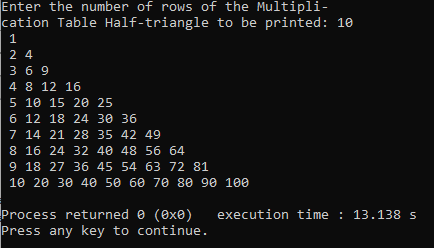 Enter the number of rows of the Multipli-
cation Table Half-triangle to be printed: 10
1
2 4
3 6 9
4 8 12 16
5 10 15 20 25
6 12 18 24 30 36
7 14 21 28 35 42 49
8 16 24 32 40 48 56 64
9 18 27 36 45 54 63 72 81
10 20 30 40 50 60 70 80 90 100
Process returned 0 (0x0)   execution time : 13.138 s
Press any key to continue.